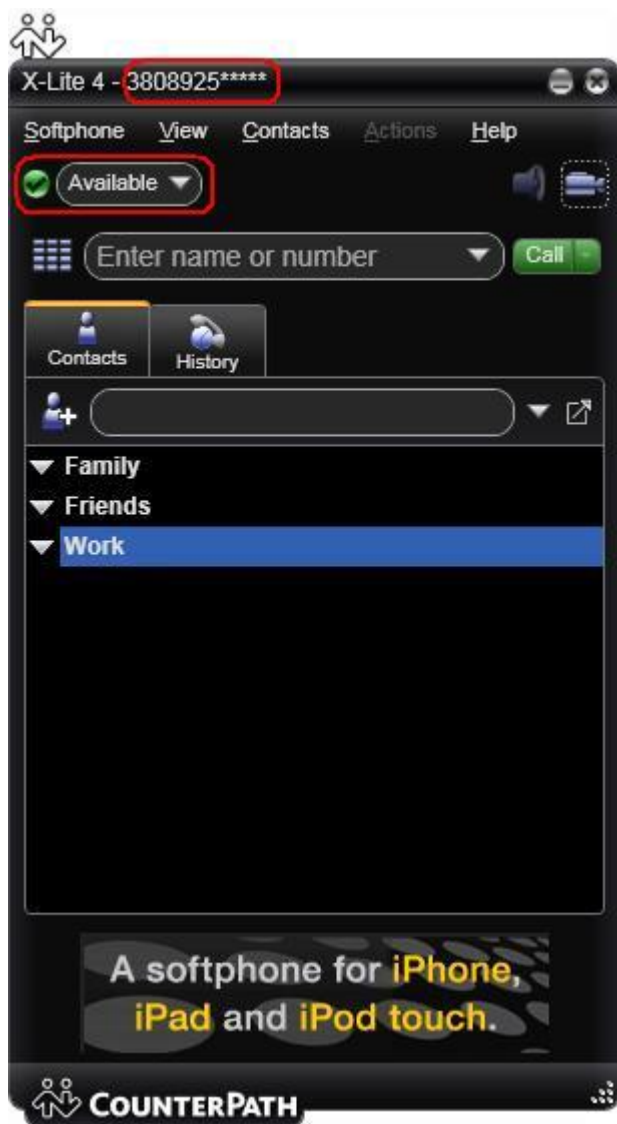 X-Lite 4 - 3808925*****
Softphone View Contacts Actions Help
Available
Enter name or number Call
Contacts History
Family
Friends
Work
A softphone for iPhone,
iPad and iPod touch.
COUNTERPATH